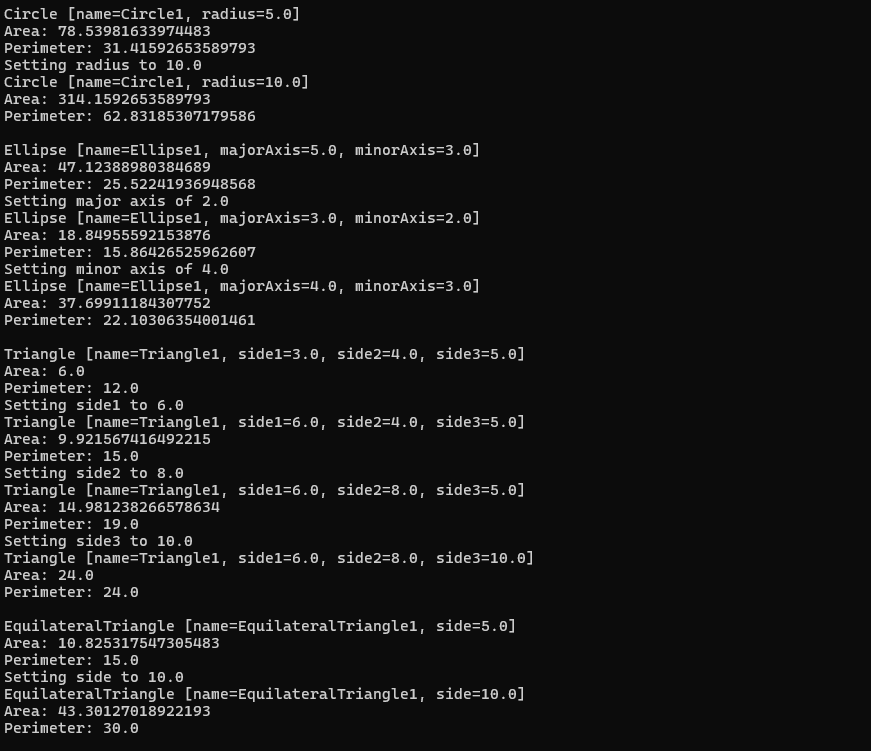 Circle [name=Circle1, radius=5.0]
Area: 78.53981633974483
Perimeter: 31.41592653589793
Setting radius to 10.0
Circle [name=Circle1, radius=10.0]
Area: 314.1592653589793
Perimeter: 62.83185307179586
Ellipse [name=Ellipse1, majorAxis=5.0, minorAxis=3.0]
Area: 47.12388980384689
Perimeter: 25.52241936948568
Setting major axis of 2.0
Ellipse [name=Ellipse1, majorAxis=3.0, minorAxis=2.0]
Area: 18.84955592153876
Perimeter: 15.86426525962607
Setting minor axis of 4.0
Ellipse [name=Ellipse1, majorAxis=4.0, minorAxis=3.0]
Area: 37.69911184307752
Perimeter: 22.10306354001461
Triangle [name=Triangle1, side1=3.0, side2=4.0, side3=5.0]
Area: 6.0
Perimeter: 12.0
Setting side1 to 6.0
Triangle [name=Triangle1, side1=6.0, side2=4.0, side3=5.0]
Area: 9.921567416492215
Perimeter: 15.0
Setting side2 to 8.0
Triangle [name=Triangle1, side1=6.0, side2=8.0, side3=5.0]
Area: 14.981238266578634
Perimeter: 19.0
Setting side3 to 10.0
Triangle [name=Triangle1, side1=6.0, side2=8.0, side3=10.0]
Area: 24.0
Perimeter: 24.0
EquilateralTriangle [name=EquilateralTriangle1, side=5.0]
Area: 10.825317547305483
Perimeter: 15.0
Setting side to 10.0
EquilateralTriangle [name=EquilateralTriangle1, side=10.0]
Area: 43.30127018922193
Perimeter: 30.0